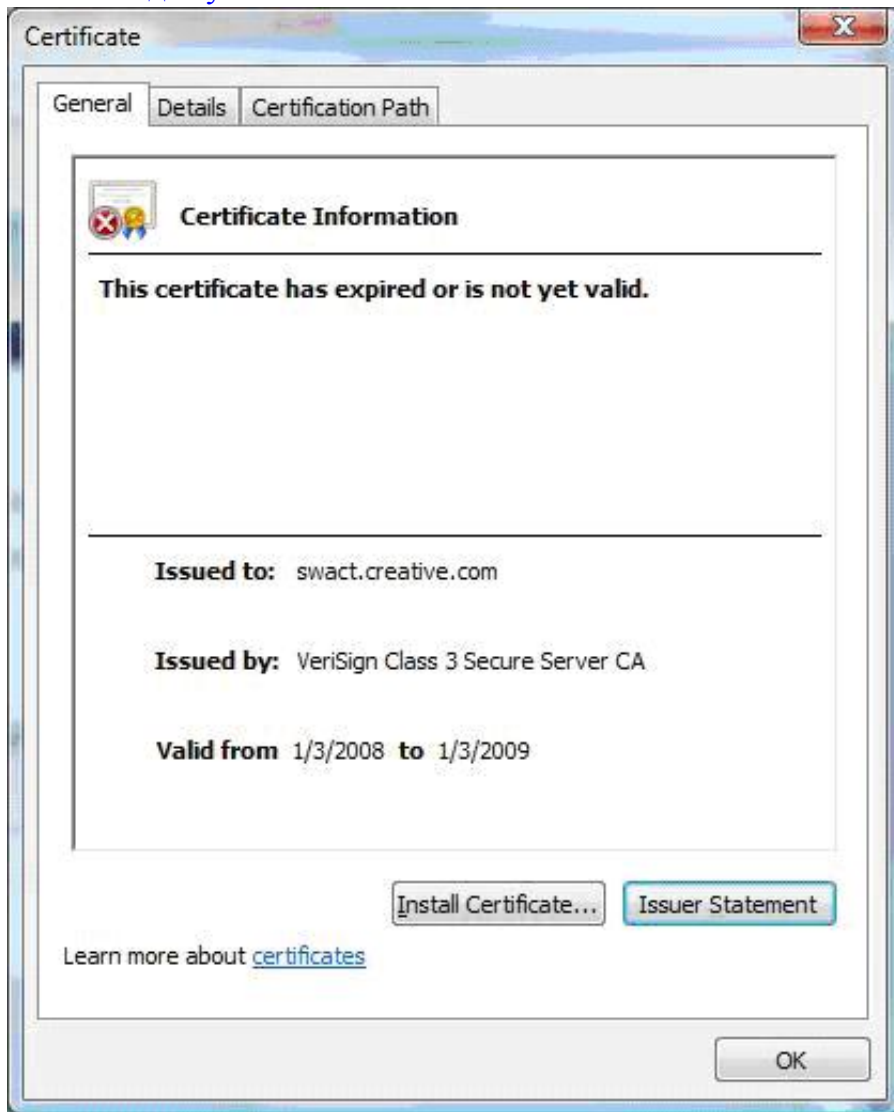 Certificate
General Details Certification Path
Certificate Information
This certificate has expired or is not yet valid.
Issued to: swact.creative.com
Issued by: VeriSign Class 3 Secure Server CA
Valid from 1/3/2008 to 1/3/2009
Install Certificate... Issuer Statement
Learn more about certificates
OK